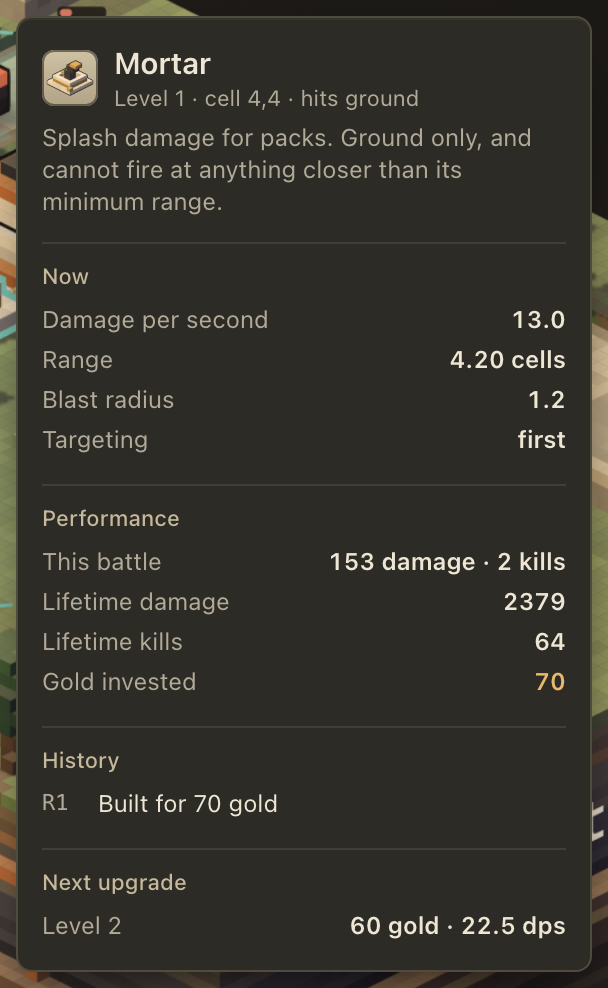 Mortar
Level 1 · cell 4,4 · hits ground
Splash damage for packs. Ground only, and
cannot fire at anything closer than its
minimum range.
Now
Damage per second 13.0
Range 4.20 cells
Blast radius 1.2
Targeting first
Performance
This battle 153 damage · 2 kills
Lifetime damage 2379
Lifetime kills 64
Gold invested 70
History
R1 Built for 70 gold
Next upgrade
Level 2 60 gold · 22.5 dps